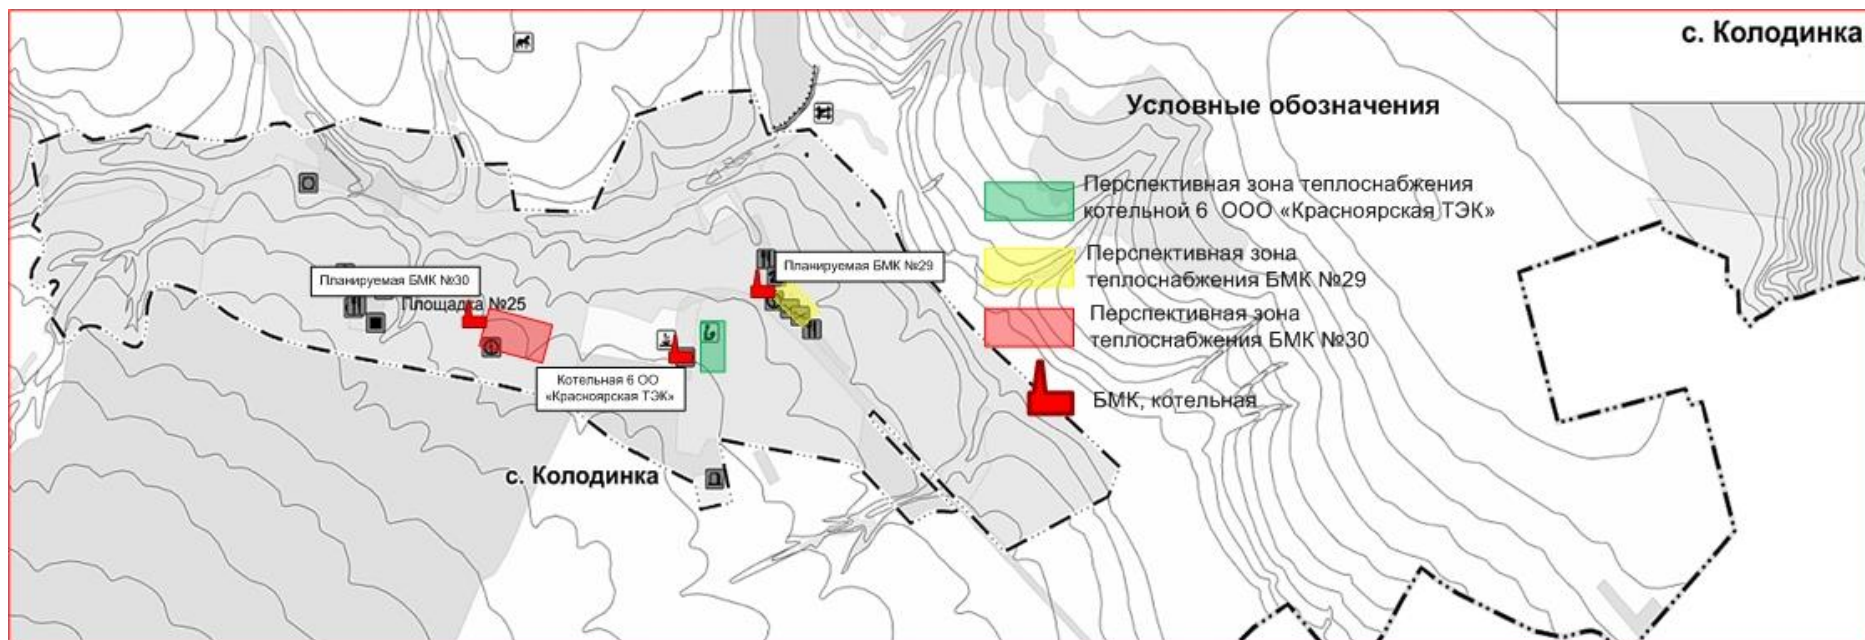 с. Колодинка
Условные обозначения
Перспективная зона теплоснабжения
котельной 6 ООО «Красноярская ТЭК»
Перспективная зона
теплоснабжения БМК №29
Перспективная зона
теплоснабжения БМК №30
БМК, котельная
Планируемая БМК №29
Планируемая БМК №30
Площадка №25
Котельная 6 ОО
«Красноярская ТЭК»
с. Колодинка